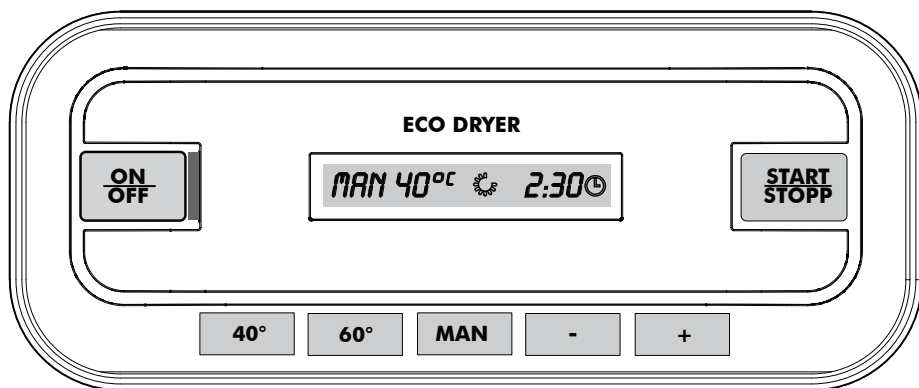 ECO DRYER
ON
OFF
MAN 40°C 2:30
START
STOPP
40°
60°
MAN
-
+